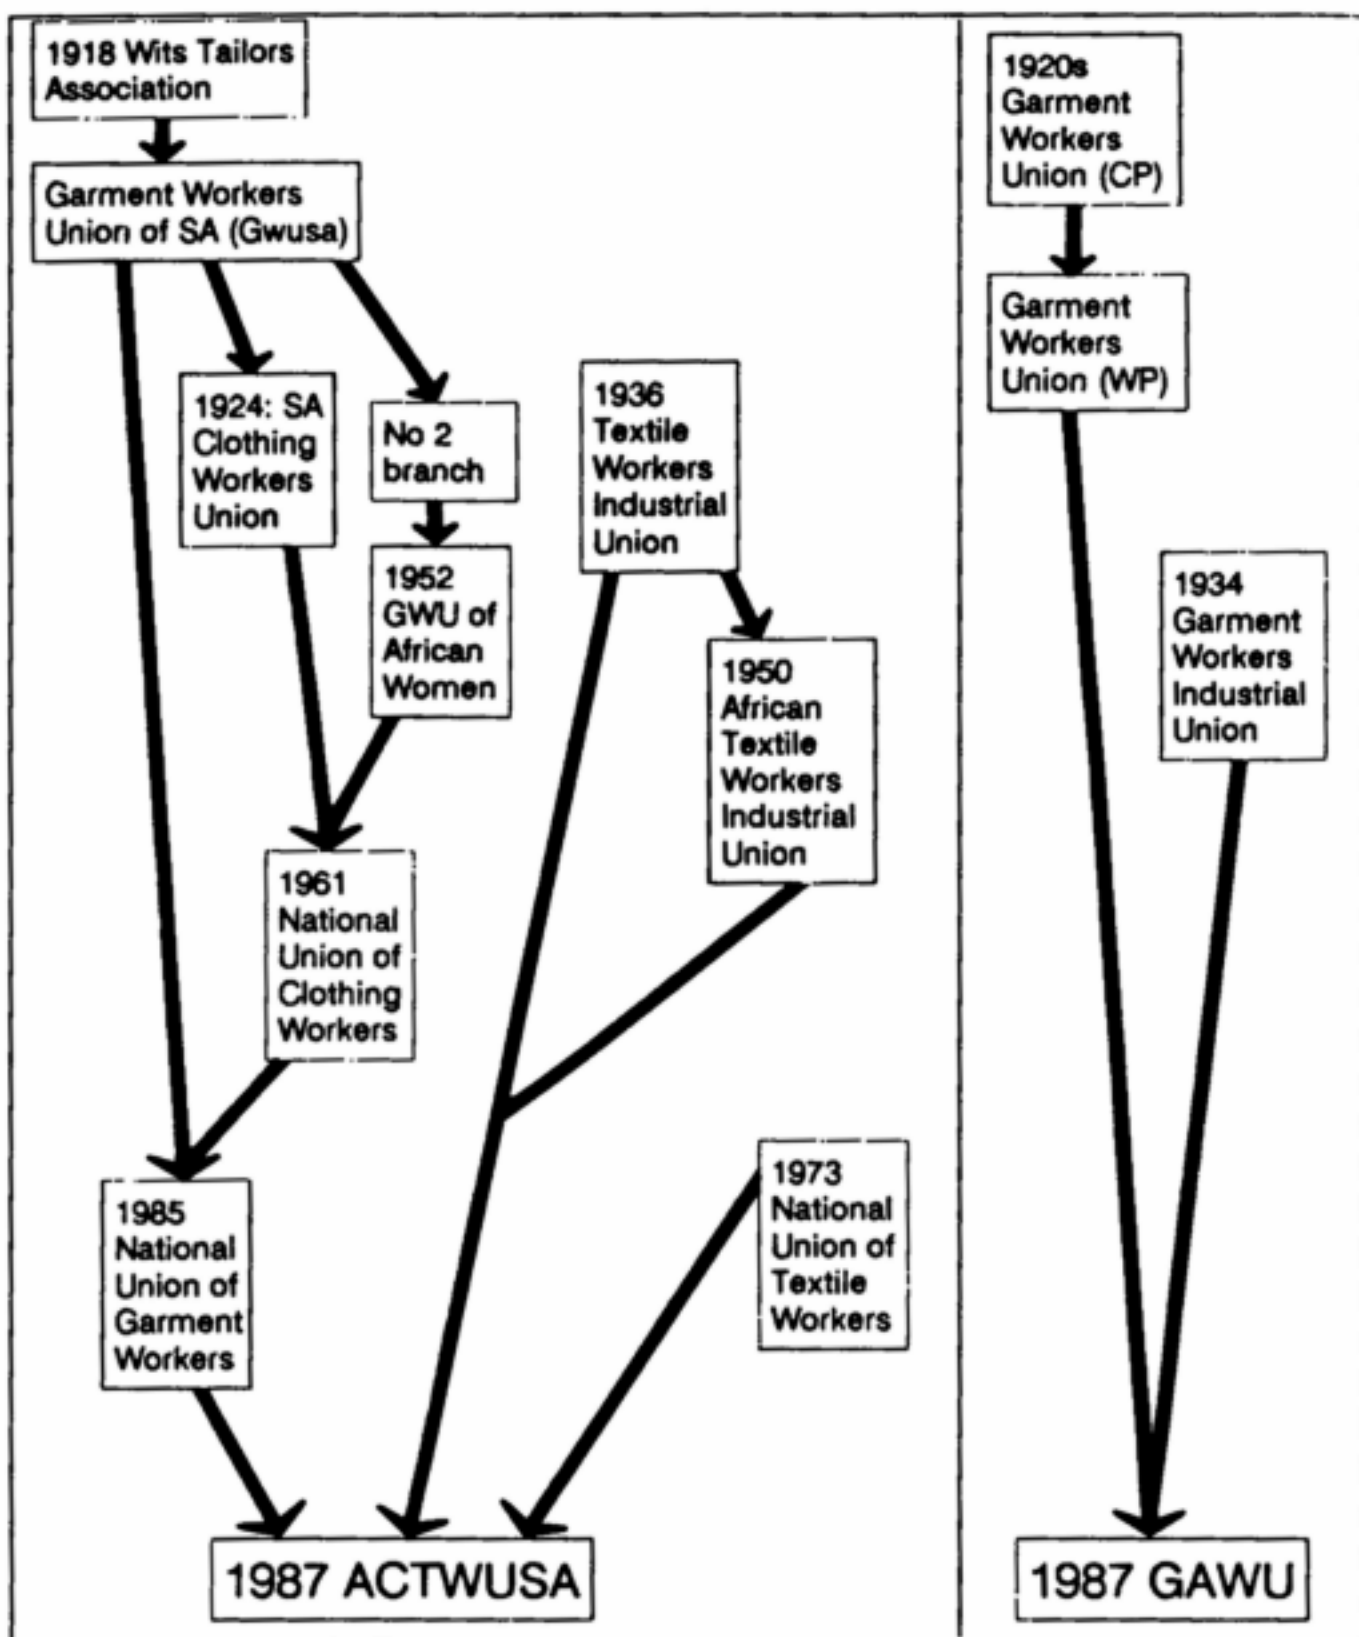 1918 Wits Tailors
Association
Garment Workers
Union of SA (Gwusa)
1924: SA
Clothing
Workers
Union
No 2
branch
1952
GWU of
African
Women
1936
Textile
Workers
Industrial
Union
1950
African
Textile
Workers
Industrial
Union
1961
National
Union of
Clothing
Workers
1973
National
Union of
Textile
Workers
1985
National
Union of
Garment
Workers
1987 ACTWUSA
1920s
Garment
Workers
Union (CP)
Garment
Workers
Union (WP)
1934
Garment
Workers
Industrial
Union
1987 GAWU